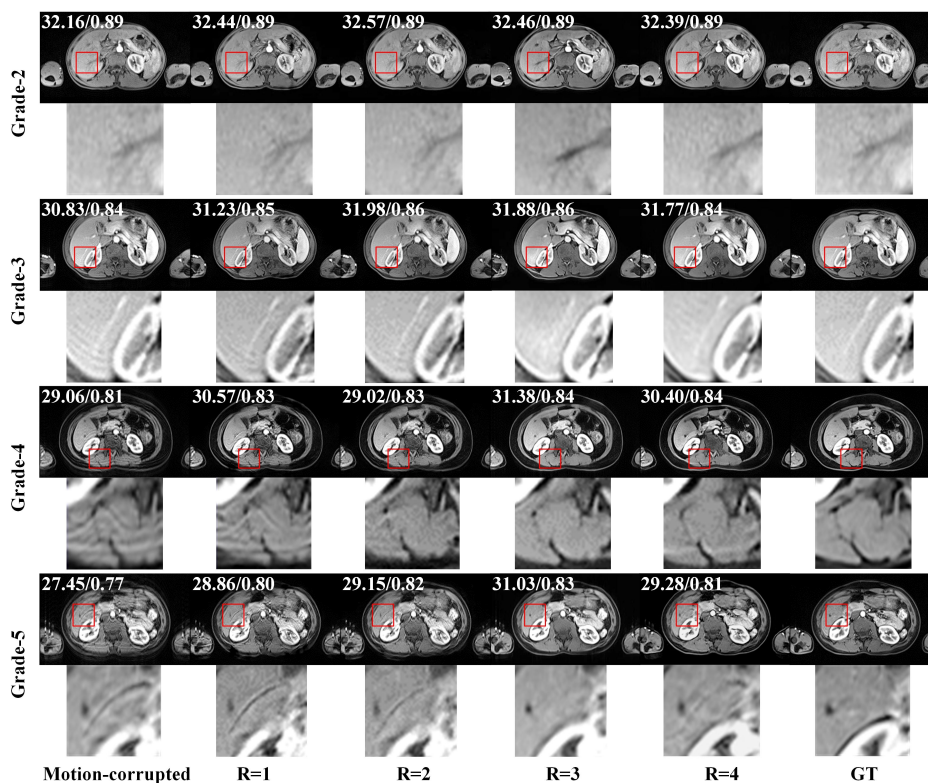 32.16/0.89 32.44/0.89 32.57/0.89 32.46/0.89 32.39/0.89
Grade-2
30.83/0.84 31.23/0.85 31.98/0.86 31.88/0.86 31.77/0.84
Grade-3
29.06/0.81 30.57/0.83 29.02/0.83 31.38/0.84 30.40/0.84
Grade-4
27.45/0.77 28.86/0.80 29.15/0.82 31.03/0.83 29.28/0.81
Grade-5
Motion-corrupted R=1 R=2 R=3 R=4 GT